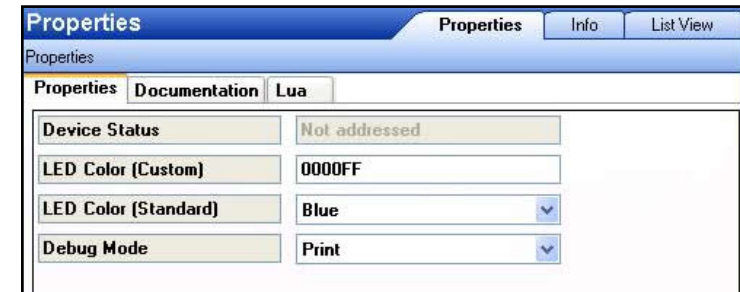 Properties Properties Info List View
Properties
Properties Documentation Lua
Device Status Not addressed
LED Color (Custom) 0000FF
LED Color (Standard) Blue
Debug Mode Print